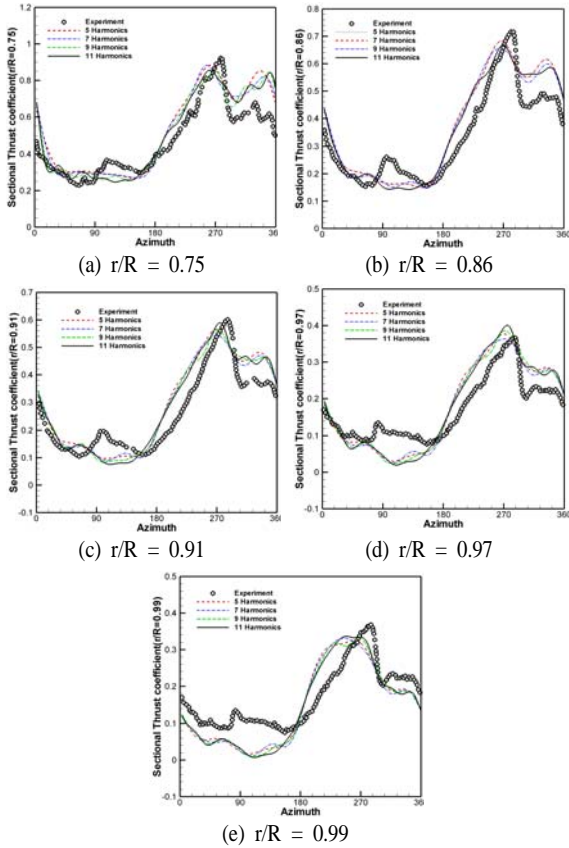 Sectional Thrust coefficient(r/R=0.75)
1.2
1
0.8
0.6
0.4
0.2
0
0 90 180 270 36
Azimuth
Experiment
5 Harmonics
7 Harmonics
9 Harmonics
11 Harmonics
(a) r/R = 0.75
Sectional Thrust coefficient(r/R=0.86)
0.8
0.7
0.6
0.5
0.4
0.3
0.2
0.1
0
0 90 180 270 36
Azimuth
Experiment
5 Harmonics
7 Harmonics
9 Harmonics
11 Harmonics
(b) r/R = 0.86
Sectional Thrust coefficient(r/R=0.91)
0.7
0.6
0.5
0.4
0.3
0.2
0.1
0
-0.1
0 90 180 270 36
Azimuth
Experiment
5 Harmonics
7 Harmonics
9 Harmonics
11 Harmonics
(c) r/R = 0.91
Sectional Thrust coefficient(r/R=0.97)
0.5
0.4
0.3
0.2
0.1
0
-0.1
0 90 180 270 36
Azimuth
Experiment
5 Harmonics
7 Harmonics
9 Harmonics
11 Harmonics
(d) r/R = 0.97
Sectional Thrust coefficient(r/R=0.99)
0.5
0.4
0.3
0.2
0.1
0
-0.1
0 90 180 270 36
Azimuth
Experiment
5 Harmonics
7 Harmonics
9 Harmonics
11 Harmonics
(e) r/R = 0.99